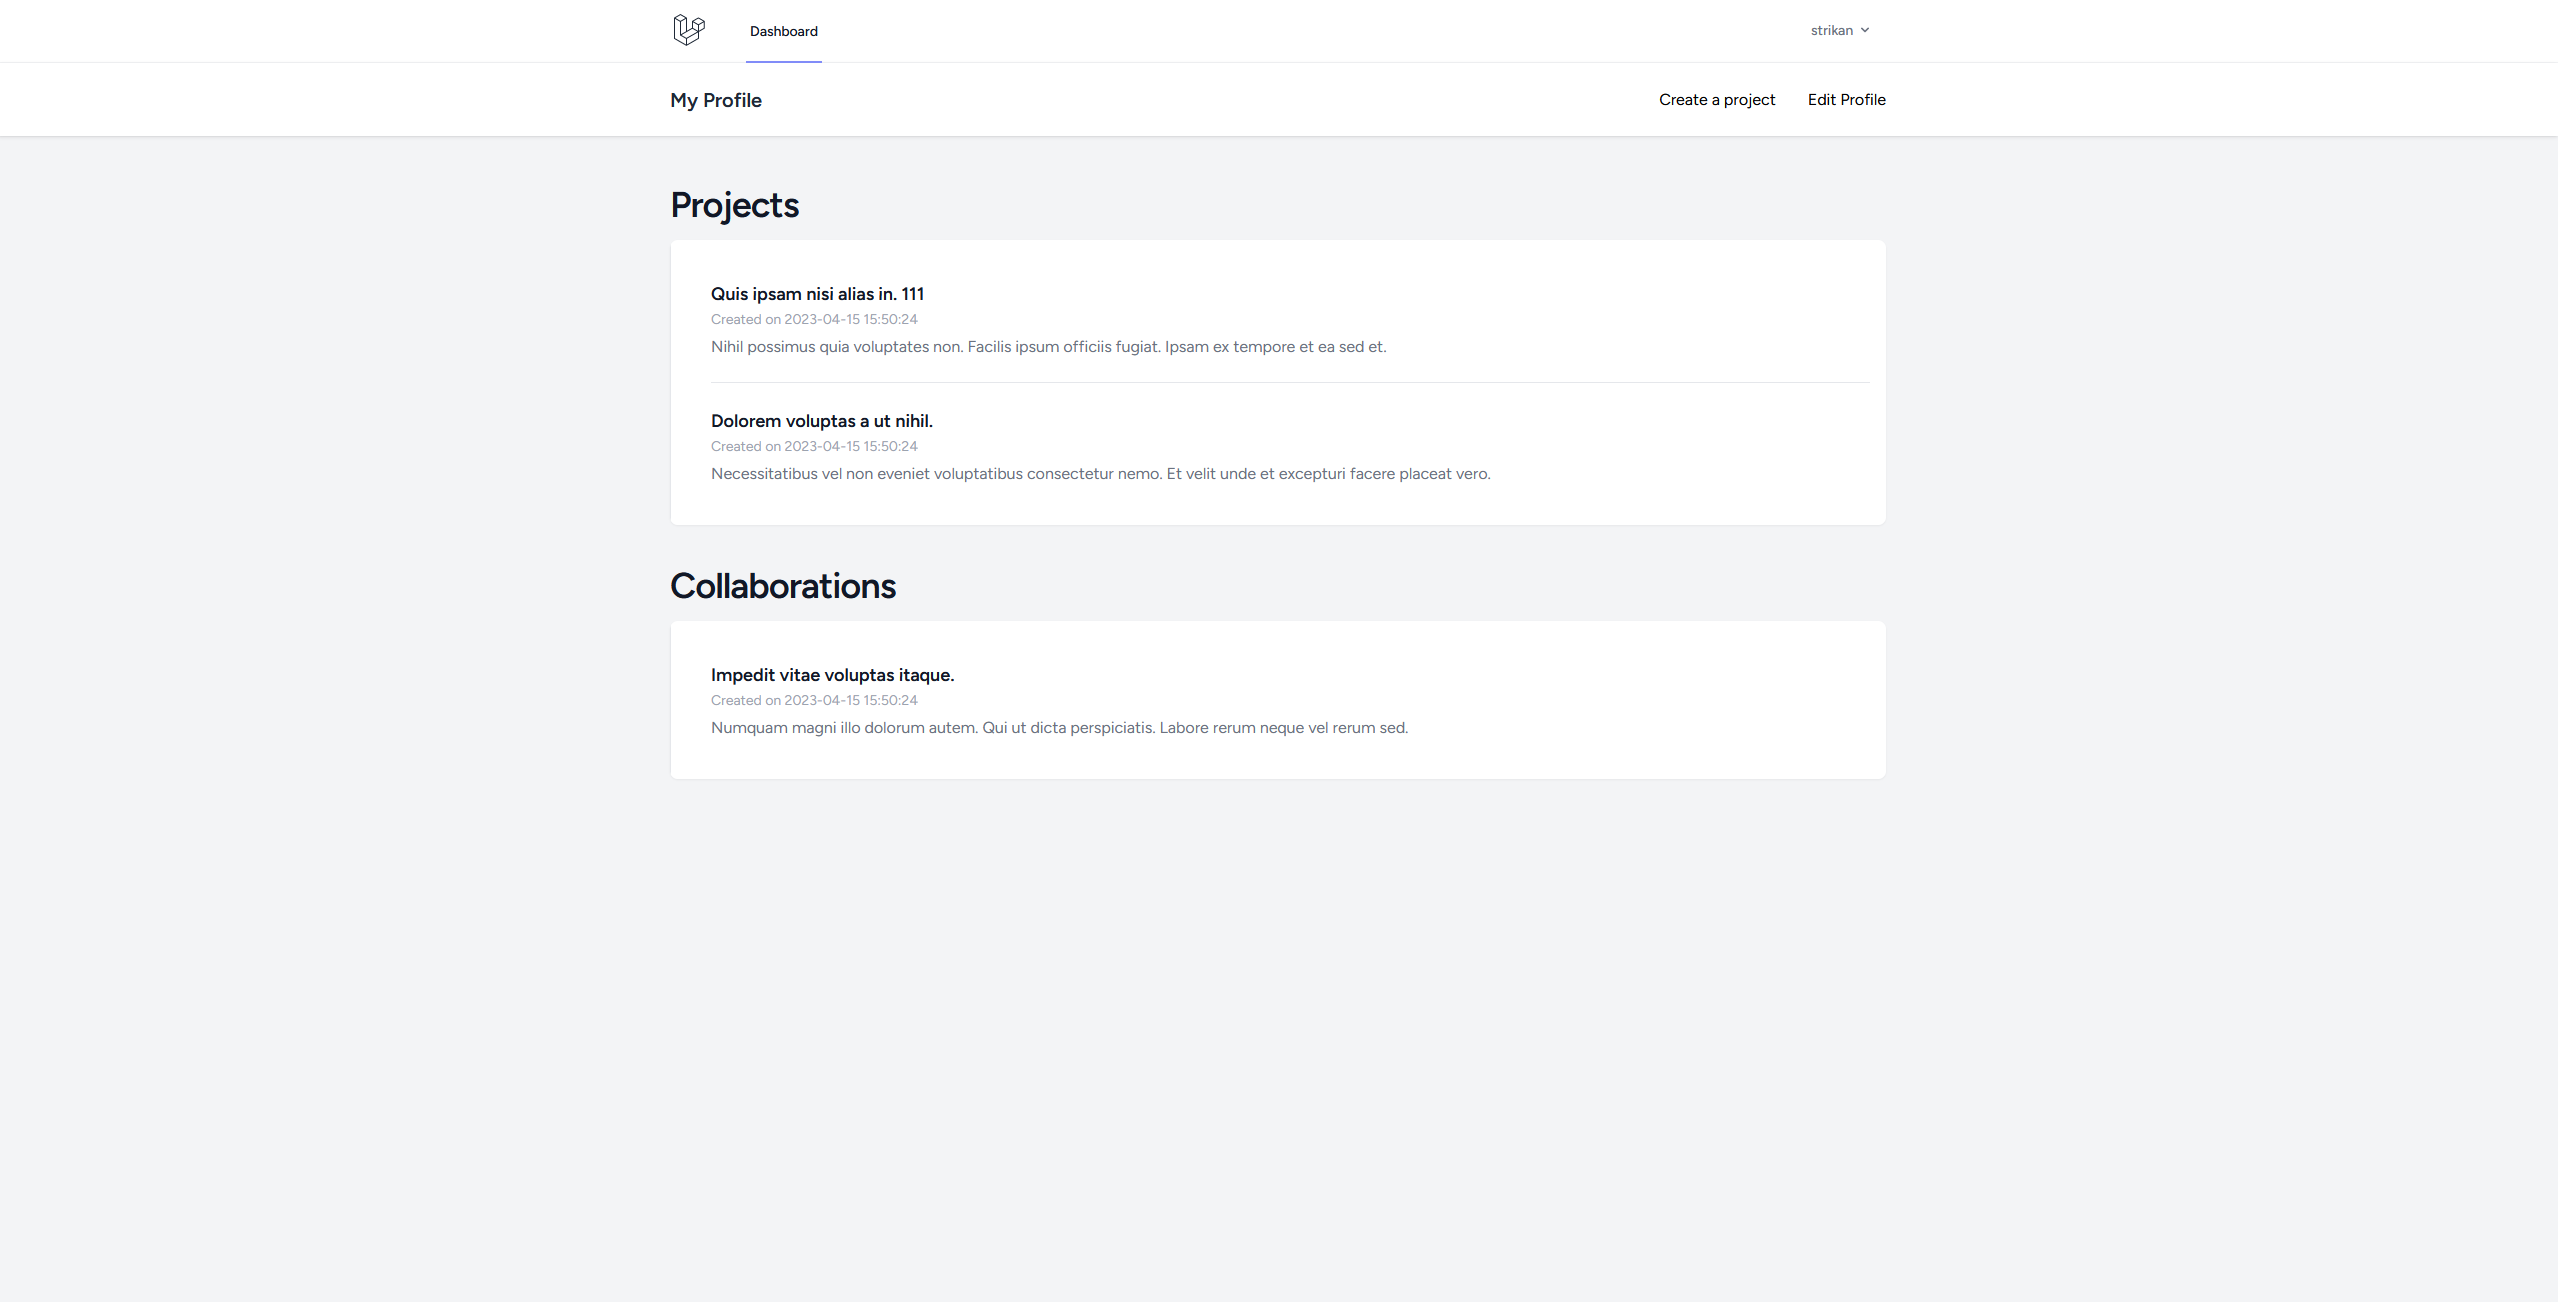 Dashboard
strikan
My Profile
Create a project
Edit Profile
Projects
Quis ipsam nisi alias in. 111
Created on 2023-04-15 15:50:24
Nihil possimus quia voluptates non. Facilis ipsum officiis fugiat. Ipsam ex tempore et ea sed et.
Dolorem voluptas a ut nihil.
Created on 2023-04-15 15:50:24
Necessitatibus vel non eveniet voluptatibus consectetur nemo. Et velit unde et excepturi facere placeat vero.
Collaborations
Impedit vitae voluptas itaque.
Created on 2023-04-15 15:50:24
Numquam magni illo dolorum autem. Qui ut dicta perspiciatis. Labore rerum neque vel rerum sed.